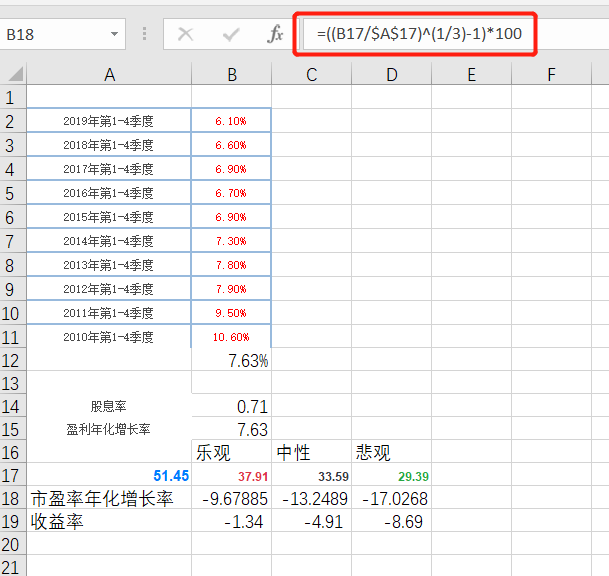 B18 fx =((B17/$A$17)^(1/3)-1)*100
A B C D E F
1
2 2019年第1-4季度 6.10%
3 2018年第1-4季度 6.60%
4 2017年第1-4季度 6.90%
5 2016年第1-4季度 6.70%
6 2015年第1-4季度 6.90%
7 2014年第1-4季度 7.30%
8 2013年第1-4季度 7.80%
9 2012年第1-4季度 7.90%
10 2011年第1-4季度 9.50%
11 2010年第1-4季度 10.60%
12 7.63%
13
14 股息率 0.71
15 盈利年化增长率 7.63
16 乐观 中性 悲观
17 51.45 37.91 33.59 29.39
18 市盈率年化增长率 -9.67885 -13.2489 -17.0268
19 收益率 -1.34 -4.91 -8.69
20
21